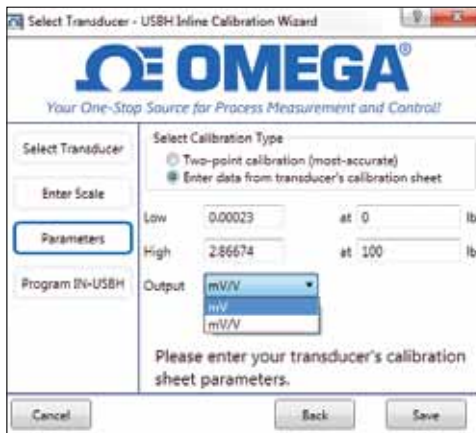 Select Transducer - USBH Inline Calibration Wizard
OMEGA®
Your One-Stop Source for Process Measurement and Control!
Select Transducer
Enter Scale
Parameters
Program IN-USBH
Select Calibration Type
Two-point calibration (most-accurate)
Enter data from transducer's calibration sheet
Low 0.00023 at 0 lb
High 2.86674 at 100 lb
Output mV/V
mV
mV/V
Please enter your transducer's calibration
sheet parameters.
Cancel Back Save